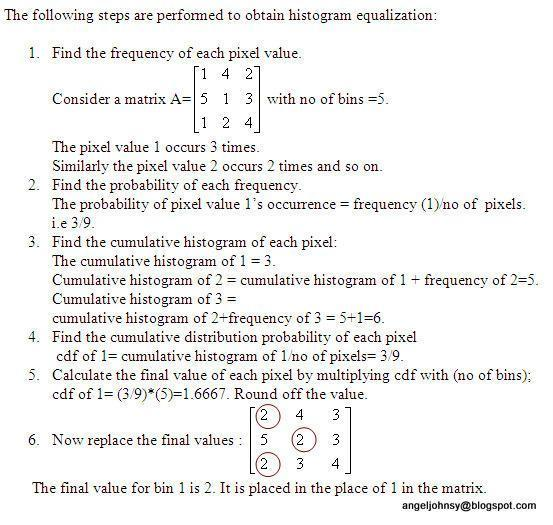 The following steps are performed to obtain histogram equalization:
1. Find the frequency of each pixel value.
1 4 2
Consider a matrix A= 5 1 3 with no of bins =5.
1 2 4
The pixel value 1 occurs 3 times.
Similarly the pixel value 2 occurs 2 times and so on.
2. Find the probability of each frequency.
The probability of pixel value 1's occurrence = frequency (1)/no of pixels.
i.e 3/9.
3. Find the cumulative histogram of each pixel:
The cumulative histogram of 1 = 3.
Cumulative histogram of 2 = cumulative histogram of 1 + frequency of 2=5.
Cumulative histogram of 3 =
cumulative histogram of 2+frequency of 3 = 5+1=6.
4. Find the cumulative distribution probability of each pixel
cdf of 1= cumulative histogram of 1/no of pixels= 3/9.
5. Calculate the final value of each pixel by multiplying cdf with (no of bins);
cdf of 1= (3/9)*(5)=1.6667. Round off the value.
2 4 3
6. Now replace the final values : 5 2 3
2 3 4
The final value for bin 1 is 2. It is placed in the place of 1 in the matrix.
angeljohnsy@blogspot.com